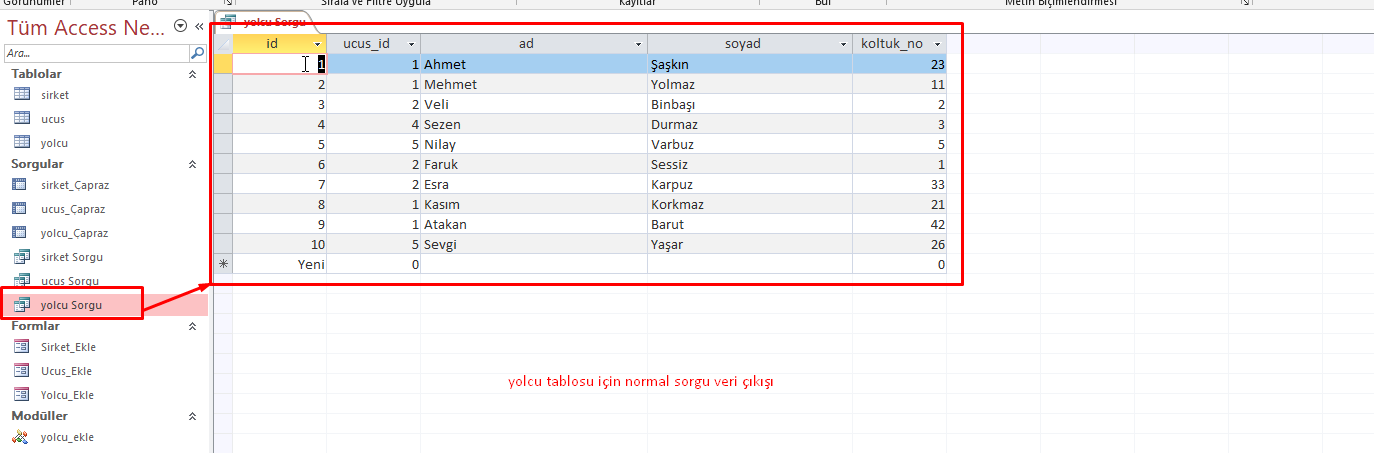 Görünümler Pano Sırala ve Filtre Uygula Kayıtlar Bul Metin Biçimlendirmesi
Tüm Access Ne... «
Ara...
Tablolar
sirket
ucus
yolcu
Sorgular
sirket_Çapraz
ucus_Çapraz
yolcu_Çapraz
sirket Sorgu
ucus Sorgu
yolcu Sorgu
Formlar
Sirket_Ekle
Ucus_Ekle
Yolcu_Ekle
Modüller
yolcu_ekle
yolcu Sorgu
id ucus_id ad soyad koltuk_no
1 1 Ahmet Şaşkın 23
2 1 Mehmet Yolmaz 11
3 2 Veli Binbaşı 2
4 4 Sezen Durmaz 3
5 5 Nilay Varbuz 5
6 2 Faruk Sessiz 1
7 2 Esra Karpuz 33
8 1 Kasım Korkmaz 21
9 1 Atakan Barut 42
10 5 Sevgi Yaşar 26
* Yeni 0 0
yolcu tablosu için normal sorgu veri çıkışı